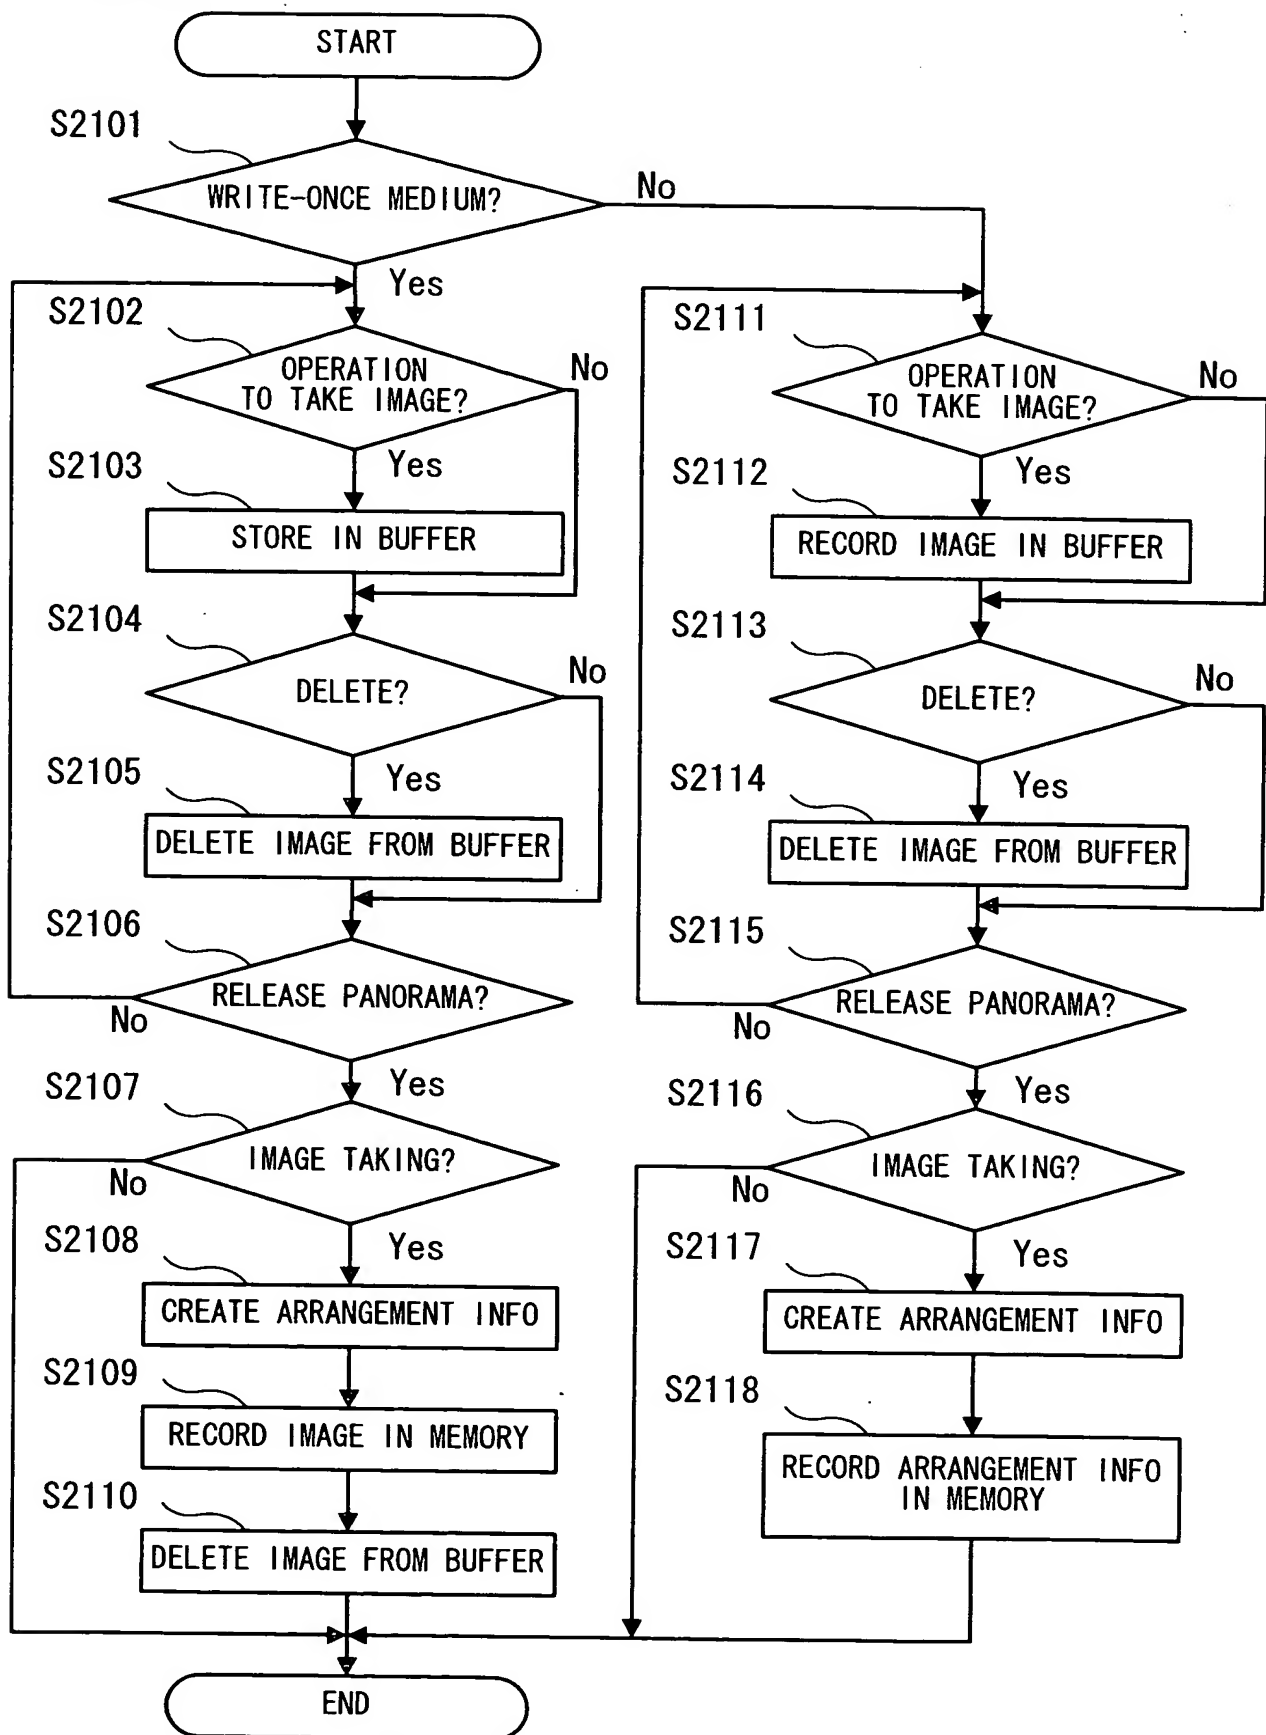 START
S2101
WRITE-ONCE MEDIUM?
No
Yes
S2102
OPERATION
TO TAKE IMAGE?
No
Yes
S2103
STORE IN BUFFER
S2104
DELETE?
No
Yes
S2105
DELETE IMAGE FROM BUFFER
S2106
RELEASE PANORAMA?
No
Yes
S2107
IMAGE TAKING?
No
Yes
S2108
CREATE ARRANGEMENT INFO
S2109
RECORD IMAGE IN MEMORY
S2110
DELETE IMAGE FROM BUFFER
S2111
OPERATION
TO TAKE IMAGE?
No
Yes
S2112
RECORD IMAGE IN BUFFER
S2113
DELETE?
No
Yes
S2114
DELETE IMAGE FROM BUFFER
S2115
RELEASE PANORAMA?
No
Yes
S2116
IMAGE TAKING?
No
Yes
S2117
CREATE ARRANGEMENT INFO
S2118
RECORD ARRANGEMENT INFO
IN MEMORY
END